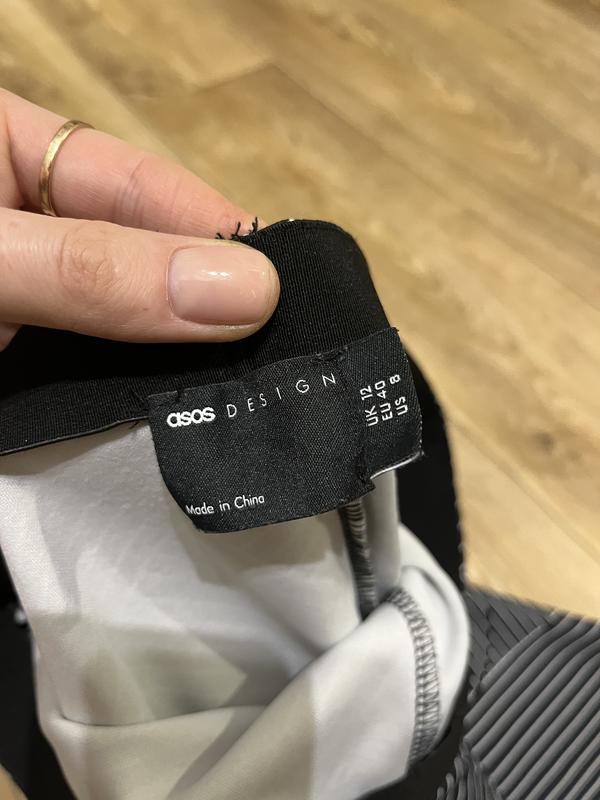 asos DESIGN
Made in China
UK 12
EU 40
US 8